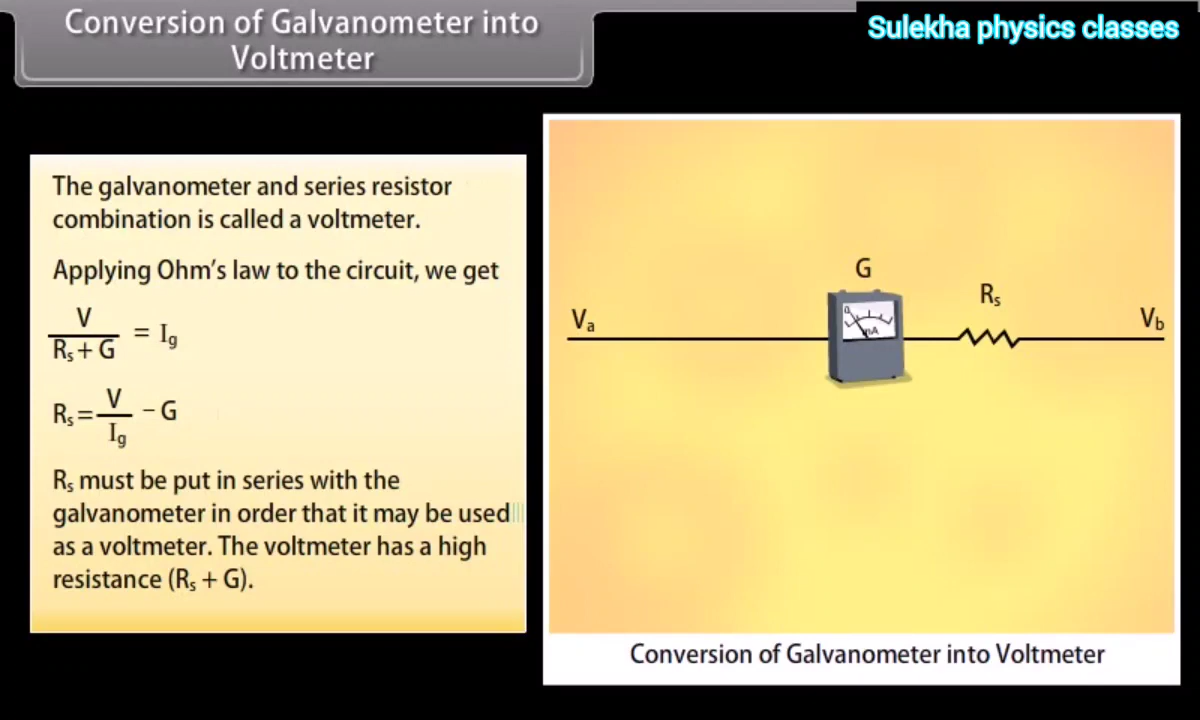 Conversion of Galvanometer into
Voltmeter
Sulekha physics classes
The galvanometer and series resistor
combination is called a voltmeter.
Applying Ohm's law to the circuit, we get
V
Rs + G
= Ig
Rs = V/Ig − G
Rs must be put in series with the
galvanometer in order that it may be used
as a voltmeter. The voltmeter has a high
resistance (Rs + G).
G
Rs
Va
Vb
0
mA
Conversion of Galvanometer into Voltmeter